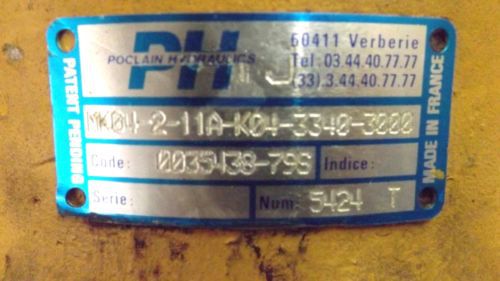 PH
POCLAIN HYDRAULICS
60411 Verberie
Tel.03.44.40.77.77
(33).3.44.40.77.77
PATENT PENDING
MADE IN FRANCE
MK04-2-11A-K04-3340-3000
Code: 0035438-79S Indice:
Serie: Num: 5424 T